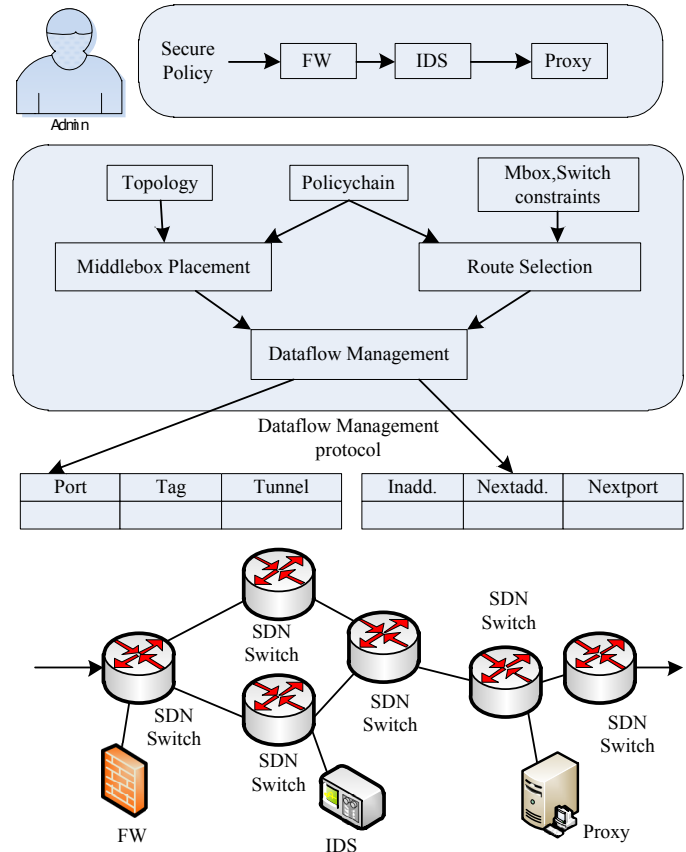 Secure
Policy
FW
IDS
Proxy
Admin
Topology
Policychain
Mbox,Switch
constraints
Middlebox Placement
Route Selection
Dataflow Management
Dataflow Management
protocol
Port
Tag
Tunnel
Inadd.
Nextadd.
Nextport
SDN
Switch
SDN
Switch
SDN
Switch
SDN
Switch
SDN
Switch
SDN
Switch
FW
IDS
Proxy